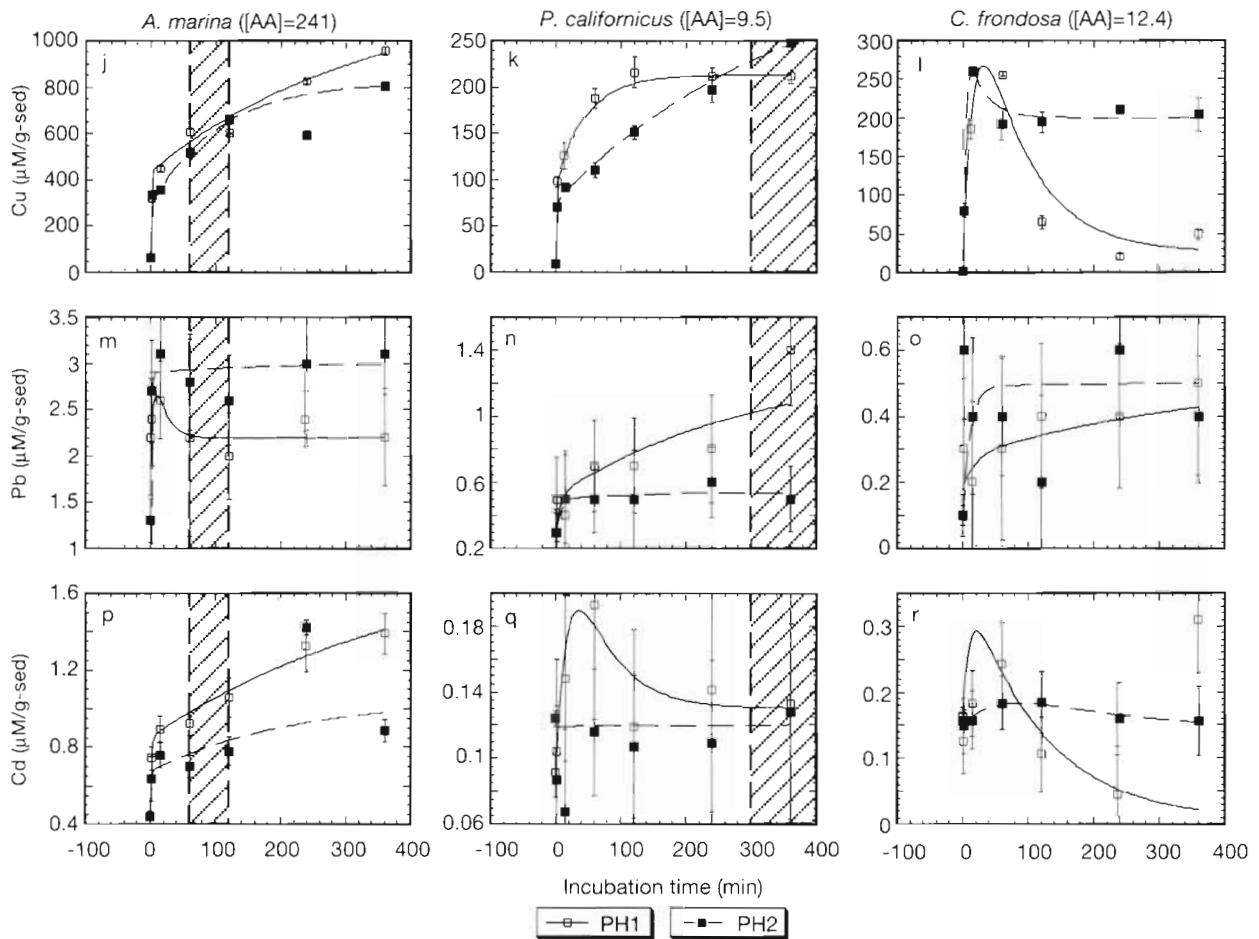 A. marina ([AA]=241)
P. californicus ([AA]=9.5)
C. frondosa ([AA]=12.4)
Cu (µM/g-sed)
1000
800
600
400
200
0
j
250
200
150
100
50
0
k
300
250
200
150
100
50
0
l
Pb (µM/g-sed)
3.5
3
2.5
2
1.5
1
m
1.4
1
0.6
0.2
n
0.6
0.4
0.2
0
o
Cd (µM/g-sed)
1.6
1.2
0.8
0.4
p
0.18
0.14
0.1
0.06
q
0.3
0.2
0.1
0
r
-100 0 100 200 300 400
0 100 200 300 400
0 100 200 300 400
Incubation time (min)
PH1
PH2